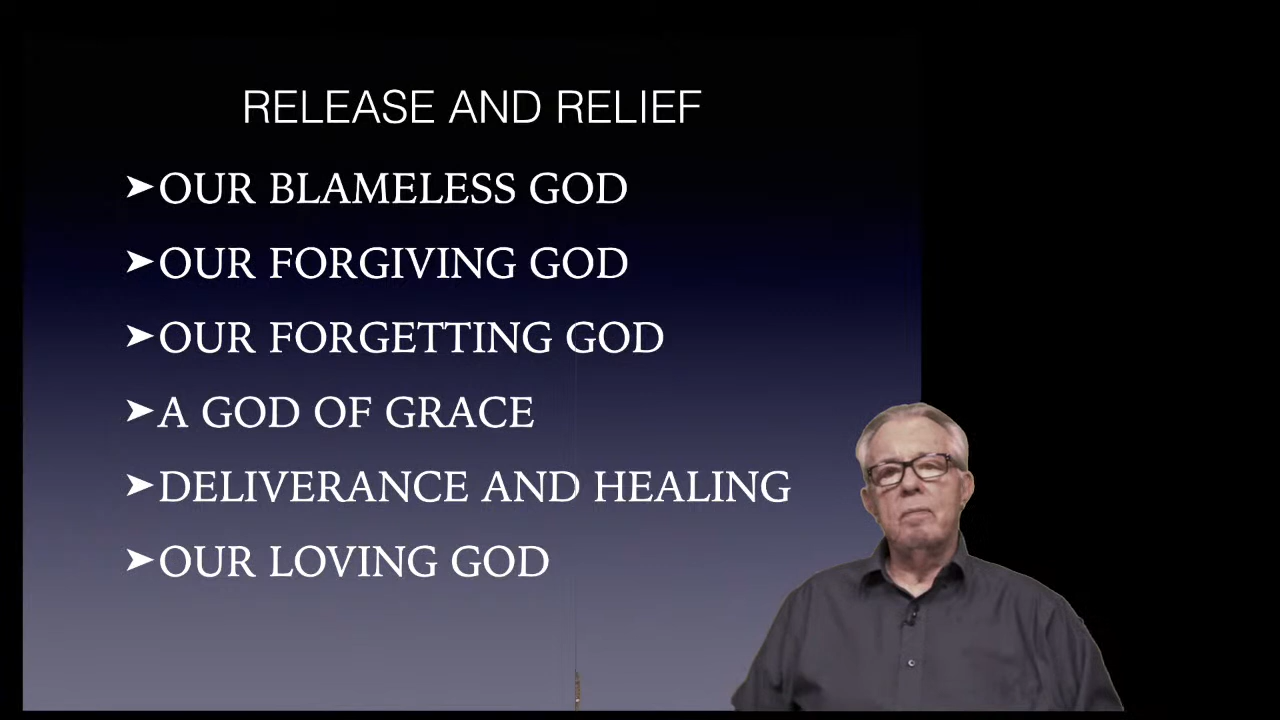 RELEASE AND RELIEF
➤OUR BLAMELESS GOD
➤OUR FORGIVING GOD
➤OUR FORGETTING GOD
➤A GOD OF GRACE
➤DELIVERANCE AND HEALING
➤OUR LOVING GOD